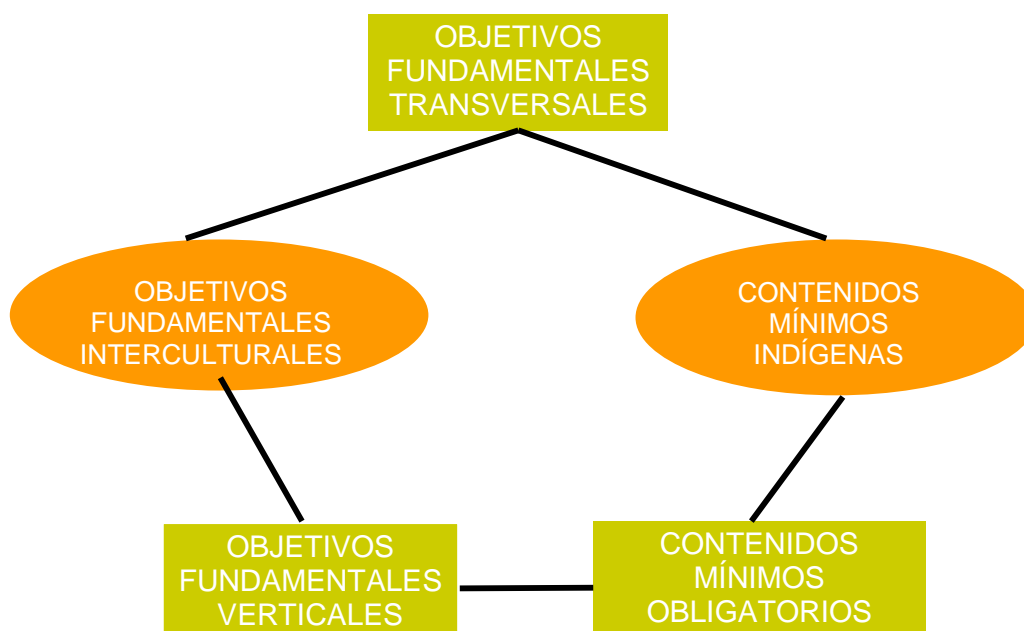 OBJETIVOS
FUNDAMENTALES
TRANSVERSALES
OBJETIVOS
FUNDAMENTALES
INTERCULTURALES
CONTENIDOS
MÍNIMOS
INDÍGENAS
OBJETIVOS
FUNDAMENTALES
VERTICALES
CONTENIDOS
MÍNIMOS
OBLIGATORIOS